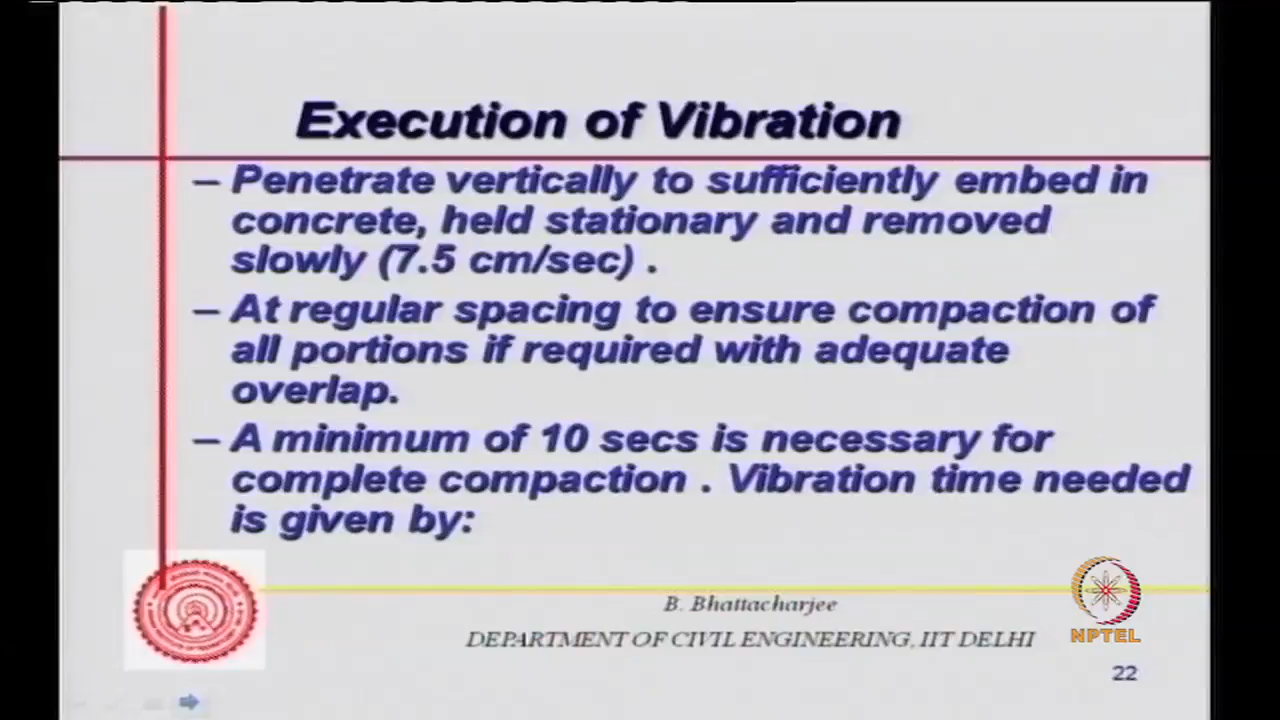 Execution of Vibration
– Penetrate vertically to sufficiently embed in
concrete, held stationary and removed
slowly (7.5 cm/sec) .
– At regular spacing to ensure compaction of
all portions if required with adequate
overlap.
– A minimum of 10 secs is necessary for
complete compaction . Vibration time needed
is given by:
B. Bhattacharjee
DEPARTMENT OF CIVIL ENGINEERING, IIT DELHI
NPTEL
22